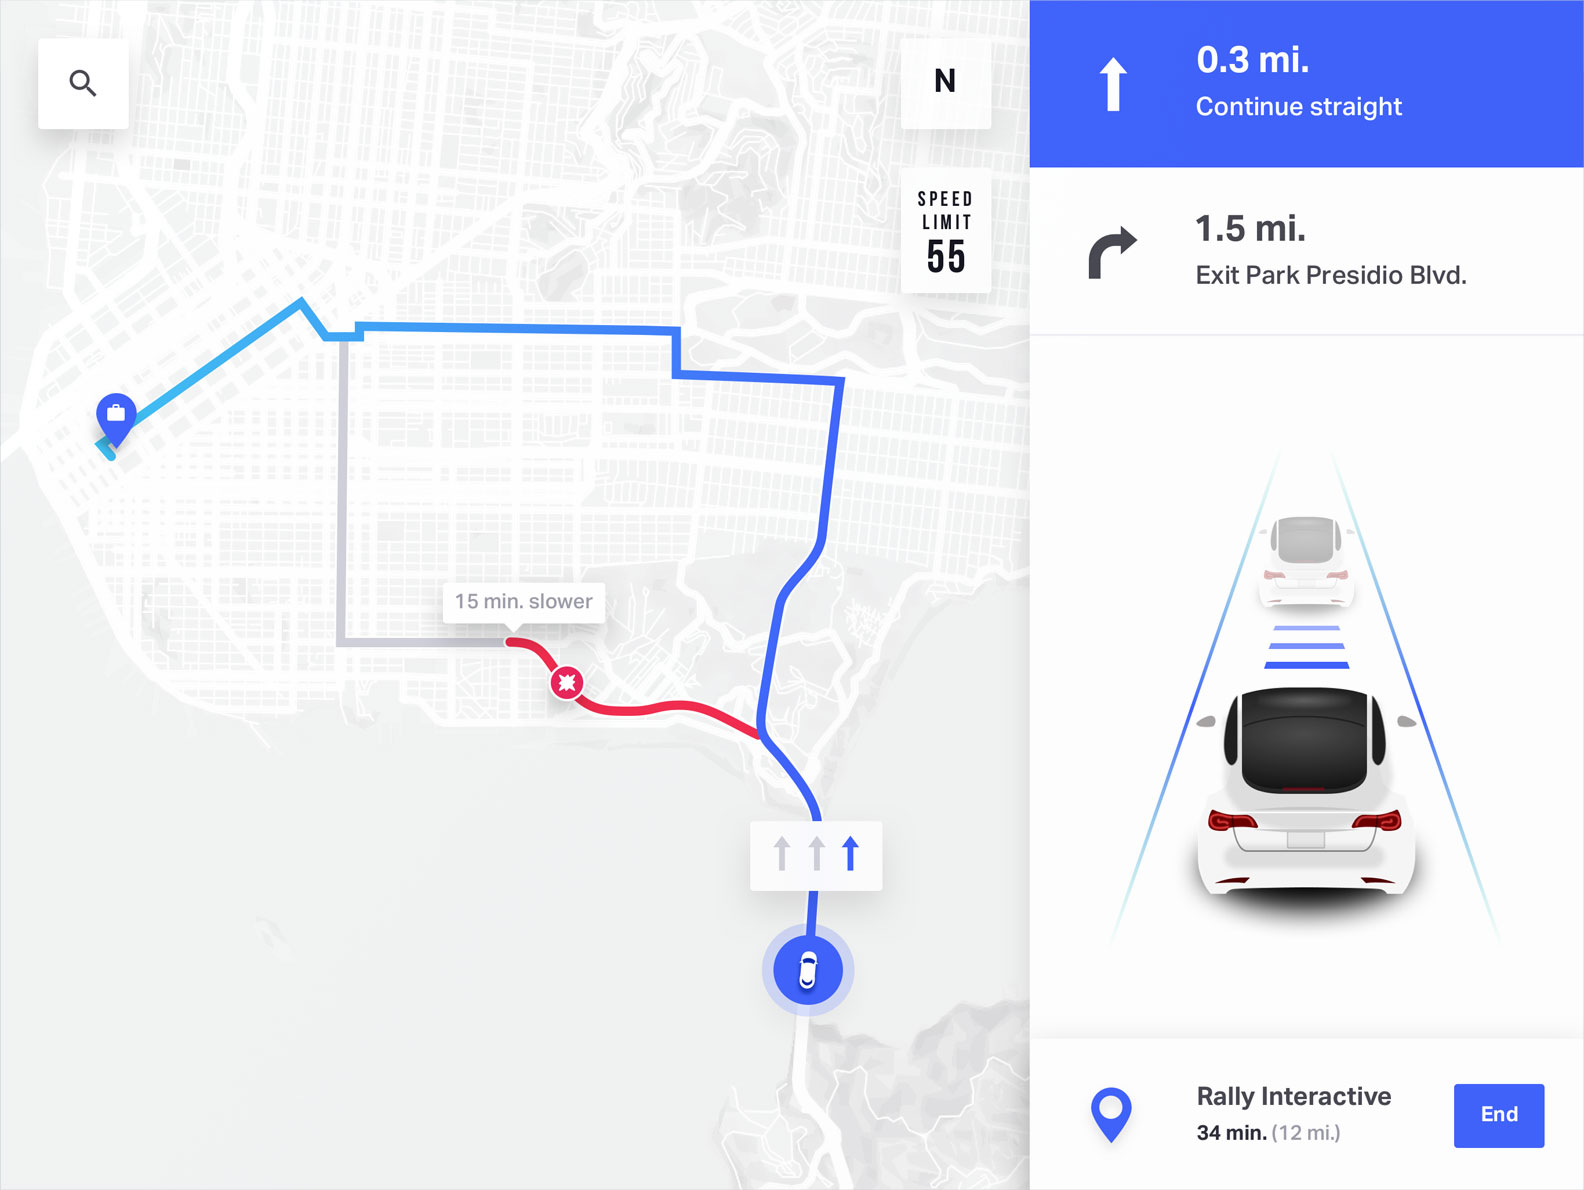 N
SPEED
LIMIT
55
15 min. slower
0.3 mi.
Continue straight
1.5 mi.
Exit Park Presidio Blvd.
Rally Interactive
34 min. (12 mi.)
End